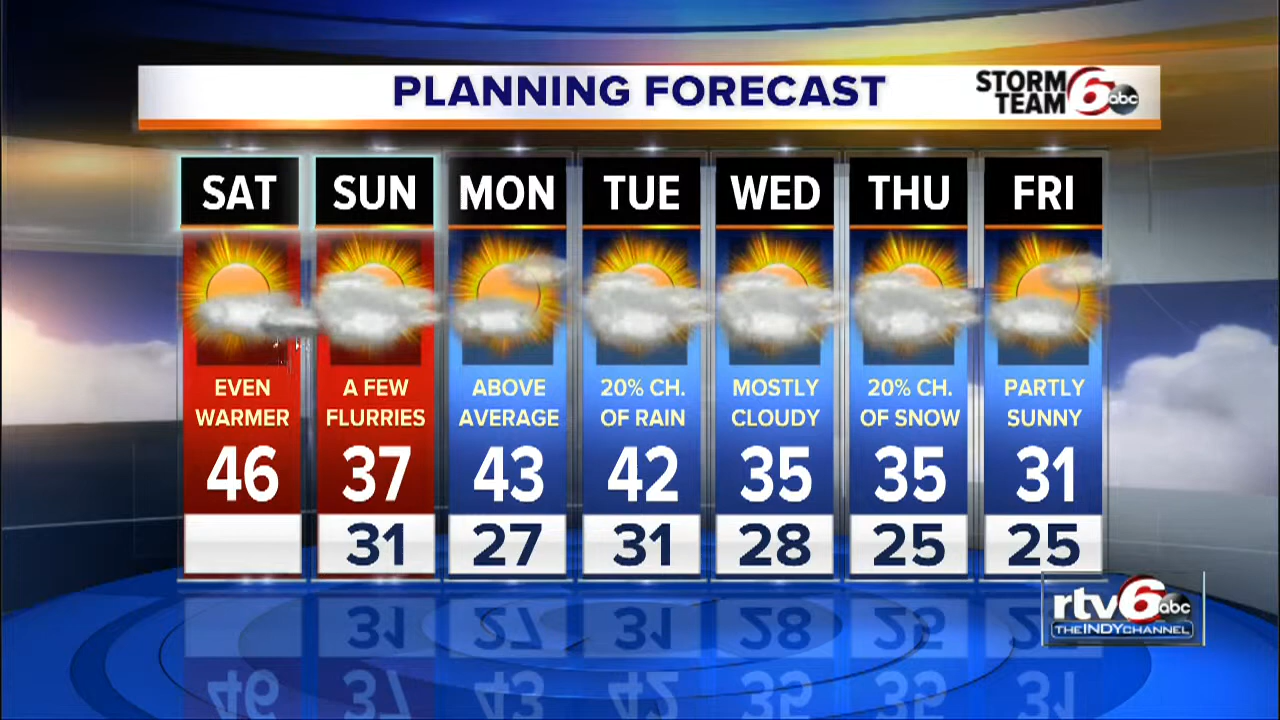 PLANNING FORECAST
STORM
TEAM 6 abc
SAT SUN MON TUE WED THU FRI
EVEN A FEW ABOVE 20% CH. MOSTLY 20% CH. PARTLY
WARMER FLURRIES AVERAGE OF RAIN CLOUDY OF SNOW SUNNY
46 37 43 42 35 35 31
31 27 31 28 25 25
rtv6 abc
THE INDY CHANNEL